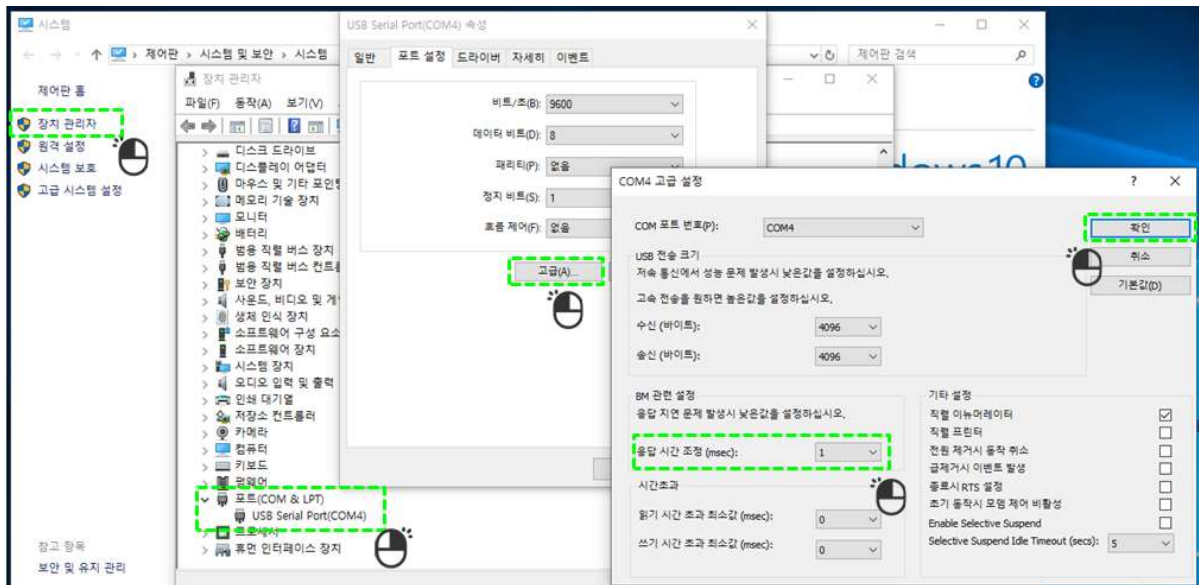 시스템
제어판 > 시스템 및 보안 > 시스템
제어판 검색
제어판 홈
장치 관리자
원격 설정
시스템 보호
고급 시스템 설정
참고 항목
보안 및 유지 관리
장치 관리자
파일(F) 동작(A) 보기(V)
디스크 드라이브
디스플레이 어댑터
마우스 및 기타 포인팅
메모리 기술 장치
모니터
배터리
범용 직렬 버스 장치
범용 직렬 버스 컨트롤
보안 장치
사운드, 비디오 및 게
생체 인식 장치
소프트웨어 구성 요소
소프트웨어 장치
시스템 장치
오디오 입력 및 출력
인쇄 대기열
저장소 컨트롤러
카메라
컴퓨터
키보드
펌웨어
포트(COM & LPT)
USB Serial Port(COM4)
프로세서
휴먼 인터페이스 장치
USB Serial Port(COM4) 속성
일반 포트 설정 드라이버 자세히 이벤트
비트/초(B): 9600
데이터 비트(D): 8
패리티(P): 없음
정지 비트(S): 1
흐름 제어(F): 없음
고급(A)...
COM4 고급 설정
COM 포트 번호(P): COM4
확인
취소
기본값(D)
USB 전송 크기
저속 통신에서 성능 문제 발생시 낮은값을 설정하십시오.
고속 전송을 원하면 높은값을 설정하십시오.
수신 (바이트): 4096
송신 (바이트): 4096
BM 관련 설정
응답 지연 문제 발생시 낮은값을 설정하십시오.
응답 시간 조정 (msec): 1
시간초과
읽기 시간 초과 최소값 (msec): 0
쓰기 시간 초과 최소값 (msec): 0
기타 설정
직렬 이뉴머레이터
직렬 프린터
전원 제거시 동작 취소
급제거시 이벤트 발생
종료시 RTS 설정
초기 동작시 모뎀 제어 비활성
Enable Selective Suspend
Selective Suspend Idle Timeout (secs): 5